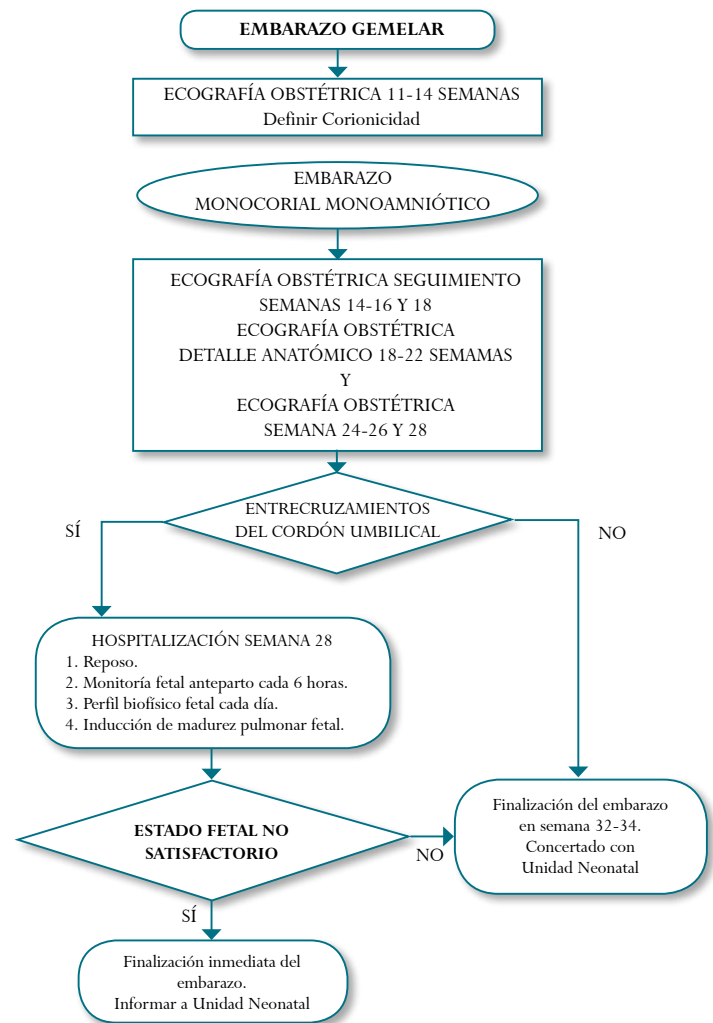 EMBARAZO GEMELAR
ECOGRAFÍA OBSTÉTRICA 11-14 SEMANAS
Definir Corionicidad
EMBARAZO
MONOCORIAL MONOAMNIÓTICO
ECOGRAFÍA OBSTÉTRICA SEGUIMIENTO
SEMANAS 14-16 Y 18
ECOGRAFÍA OBSTÉTRICA
DETALLE ANATÓMICO 18-22 SEMAMAS
Y
ECOGRAFÍA OBSTÉTRICA
SEMANA 24-26 Y 28
ENTRECRUZAMIENTOS
DEL CORDÓN UMBILICAL
SÍ
NO
HOSPITALIZACIÓN SEMANA 28
1. Reposo.
2. Monitoría fetal anteparto cada 6 horas.
3. Perfil biofísico fetal cada día.
4. Inducción de madurez pulmonar fetal.
ESTADO FETAL NO
SATISFACTORIO
NO
Finalización del embarazo
en semana 32-34.
Concertado con
Unidad Neonatal
SÍ
Finalización inmediata del
embarazo.
Informar a Unidad Neonatal